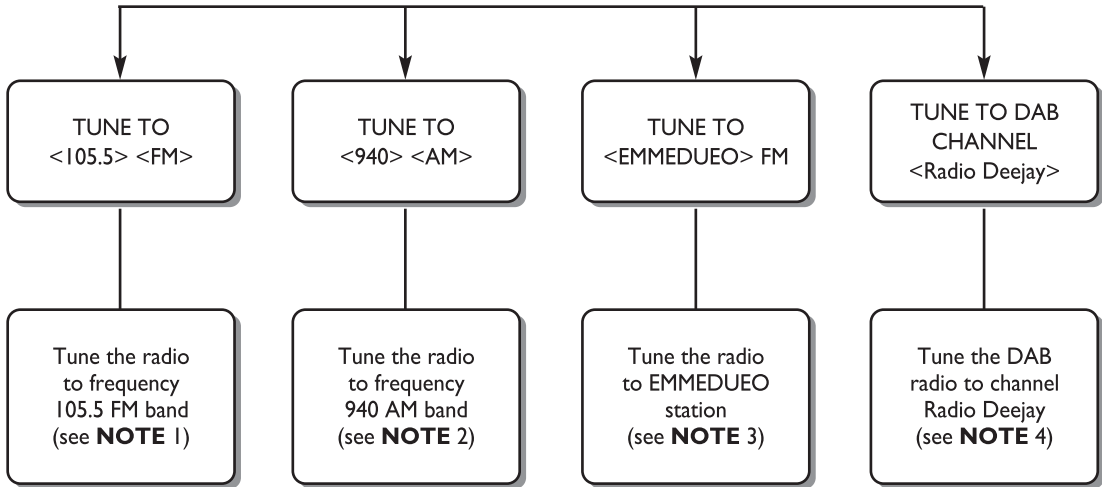 TUNE TO
<105.5> <FM>
TUNE TO
<940> <AM>
TUNE TO
<EMMEDUEO> FM
TUNE TO DAB
CHANNEL
<Radio Deejay>
Tune the radio
to frequency
105.5 FM band
(see NOTE 1)
Tune the radio
to frequency
940 AM band
(see NOTE 2)
Tune the radio
to EMMEDUEO
station
(see NOTE 3)
Tune the DAB
radio to channel
Radio Deejay
(see NOTE 4)